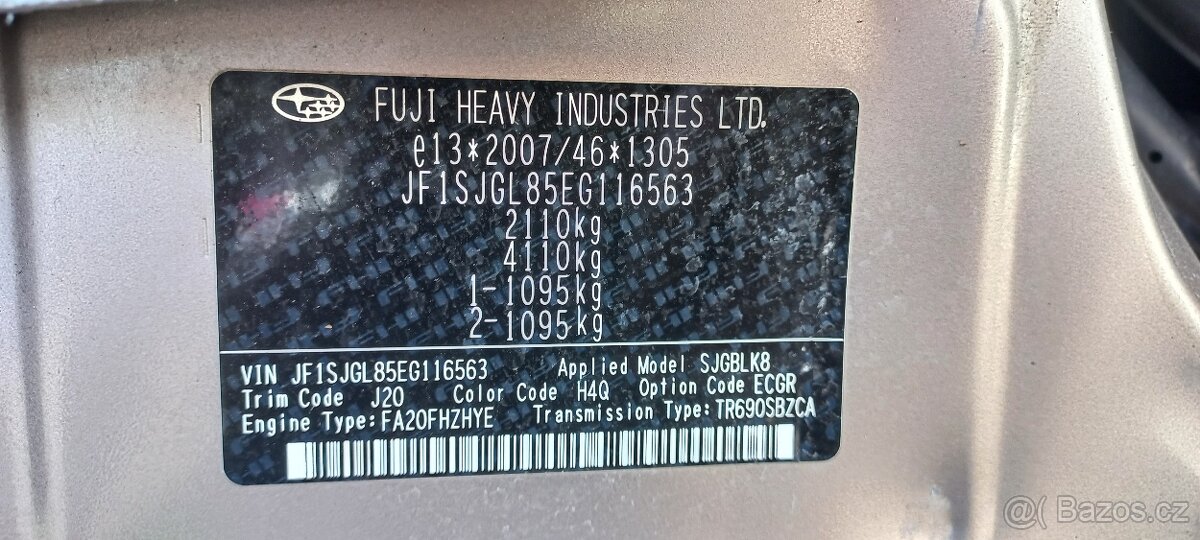 FUJI HEAVY INDUSTRIES LTD.
e13*2007/46*1305
JF1SJGL85EG116563
2110kg
4110kg
1-1095kg
2-1095kg
VIN JF1SJGL85EG116563 Applied Model SJGBLK8
Trim Code J20 Color Code H4Q Option Code ECGR
Engine Type:FA20FHZHYE Transmission Type:TR690SBZCA
@( Bazos.cz